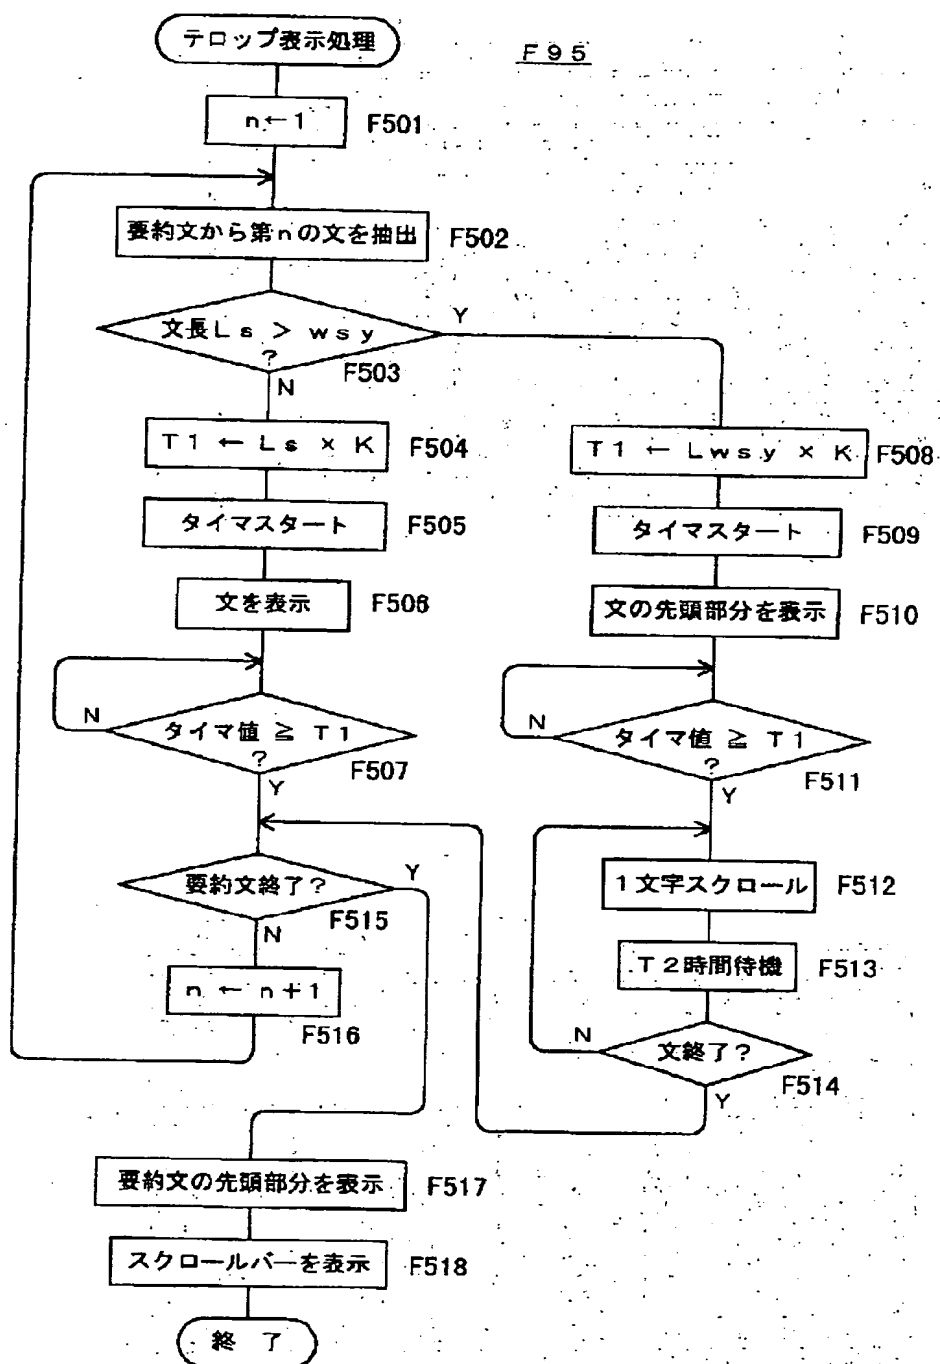 テロップ表示処理
F95
n←1 F501
要約文から第nの文を抽出 F502
文長Ls > wsy
?
F503
Y
N
T1 ← Ls × K F504
T1 ← Lwsy × K F508
タイマスタート F505
タイマスタート F509
文を表示 F506
文の先頭部分を表示 F510
N
タイマ値 ≧ T1
?
F507
Y
N
タイマ値 ≧ T1
?
F511
Y
要約文終了?
F515
Y
N
1文字スクロール F512
T2時間待機 F513
n ← n+1
F516
N
文終了?
F514
Y
要約文の先頭部分を表示 F517
スクロールバーを表示 F518
終 了